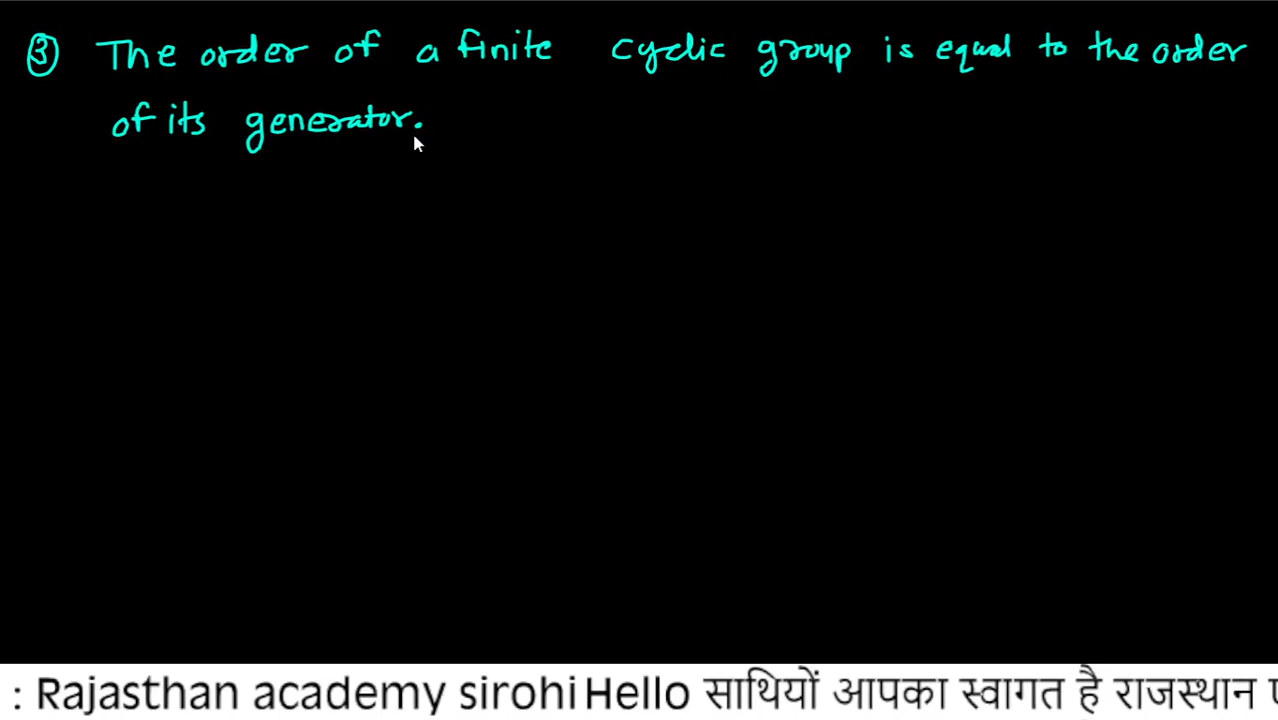 ③ The order of a finite cyclic group is equal to the order
of its generator.
: Rajasthan academy sirohi Hello साथियों आपका स्वागत है राजस्थान